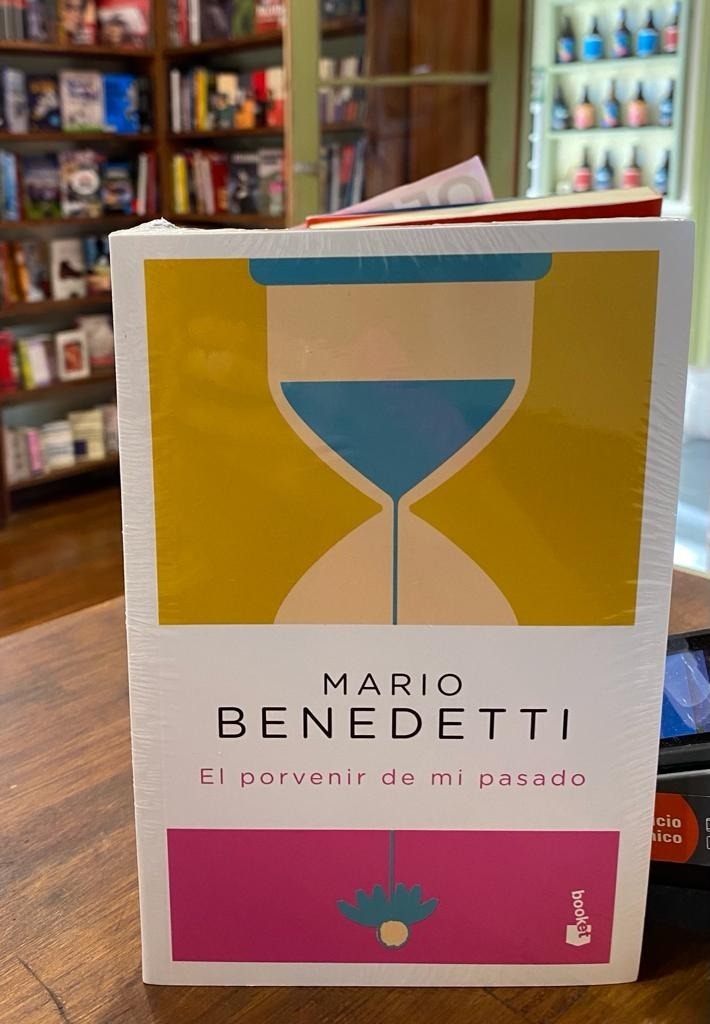 MARIO
BENEDETTI
El porvenir de mi pasado
booket